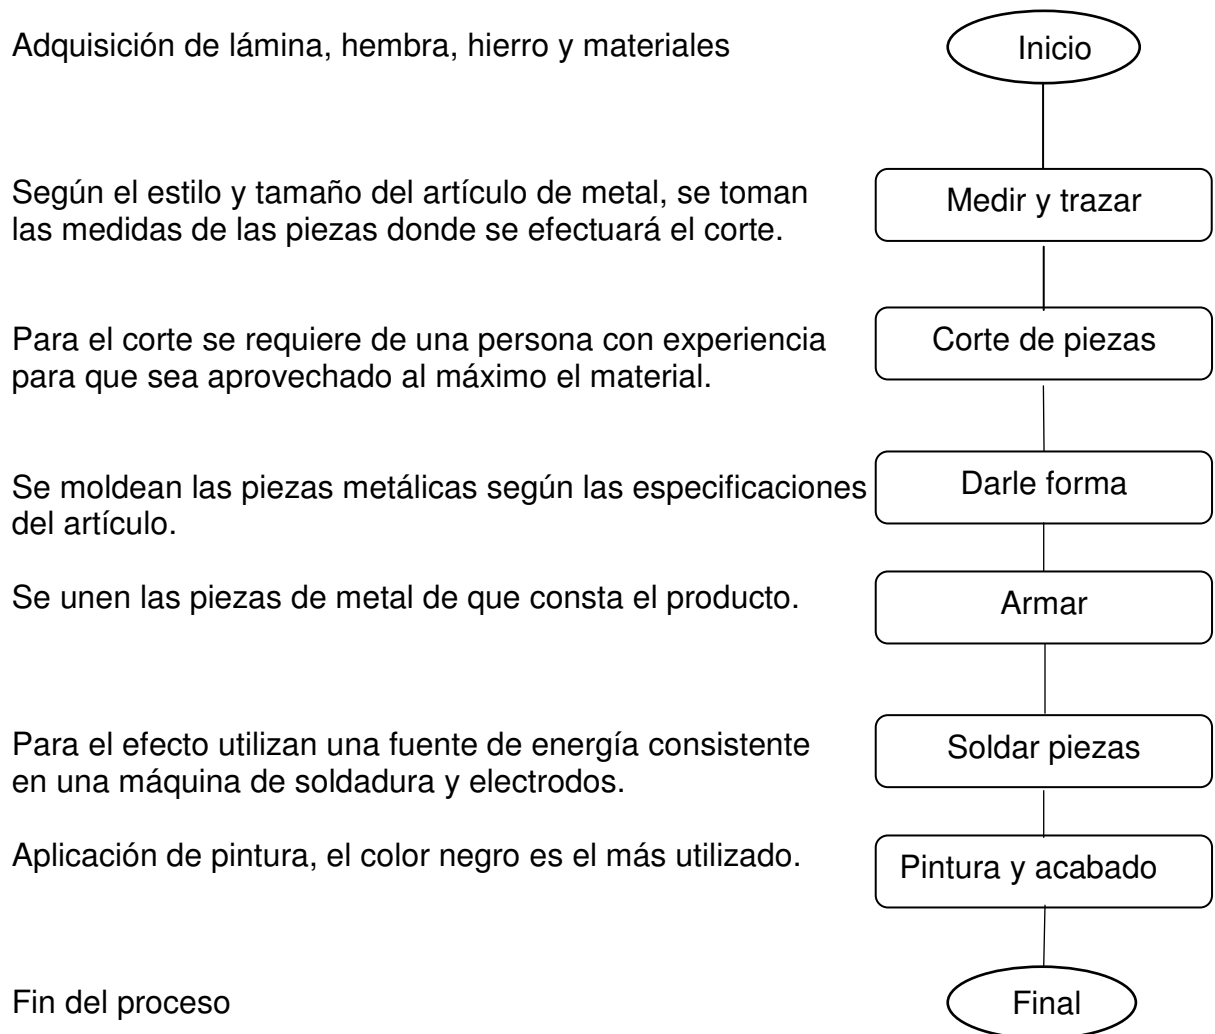 Adquisición de lámina, hembra, hierro y materiales
Inicio
Según el estilo y tamaño del artículo de metal, se toman
las medidas de las piezas donde se efectuará el corte.
Medir y trazar
Para el corte se requiere de una persona con experiencia
para que sea aprovechado al máximo el material.
Corte de piezas
Se moldean las piezas metálicas según las especificaciones
del artículo.
Darle forma
Se unen las piezas de metal de que consta el producto.
Armar
Para el efecto utilizan una fuente de energía consistente
en una máquina de soldadura y electrodos.
Soldar piezas
Aplicación de pintura, el color negro es el más utilizado.
Pintura y acabado
Fin del proceso
Final